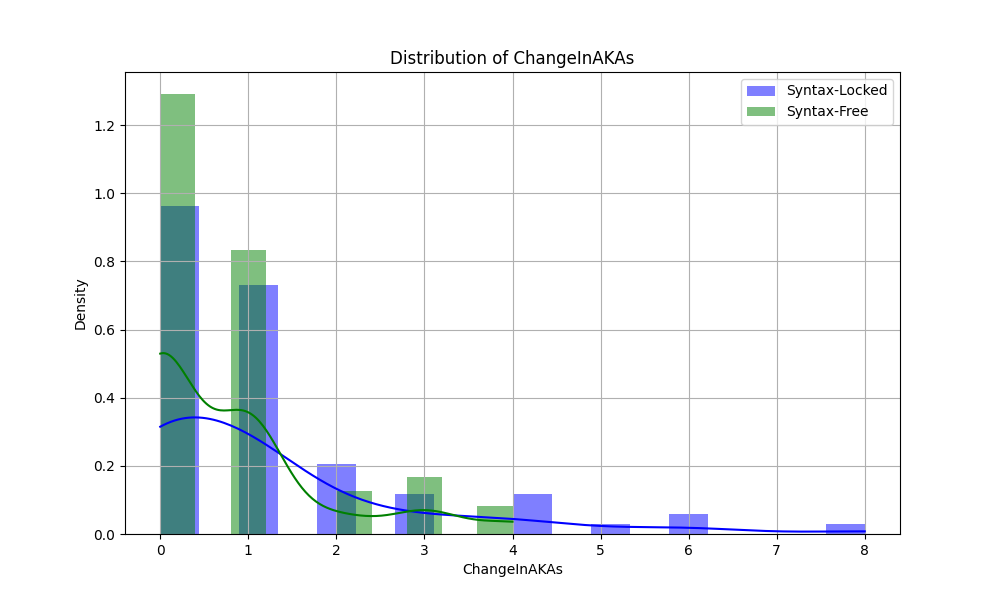 Distribution of ChangeInAKAs
Syntax-Locked
Syntax-Free
Density
1.2
1.0
0.8
0.6
0.4
0.2
0.0
0 1 2 3 4 5 6 7 8
ChangeInAKAs